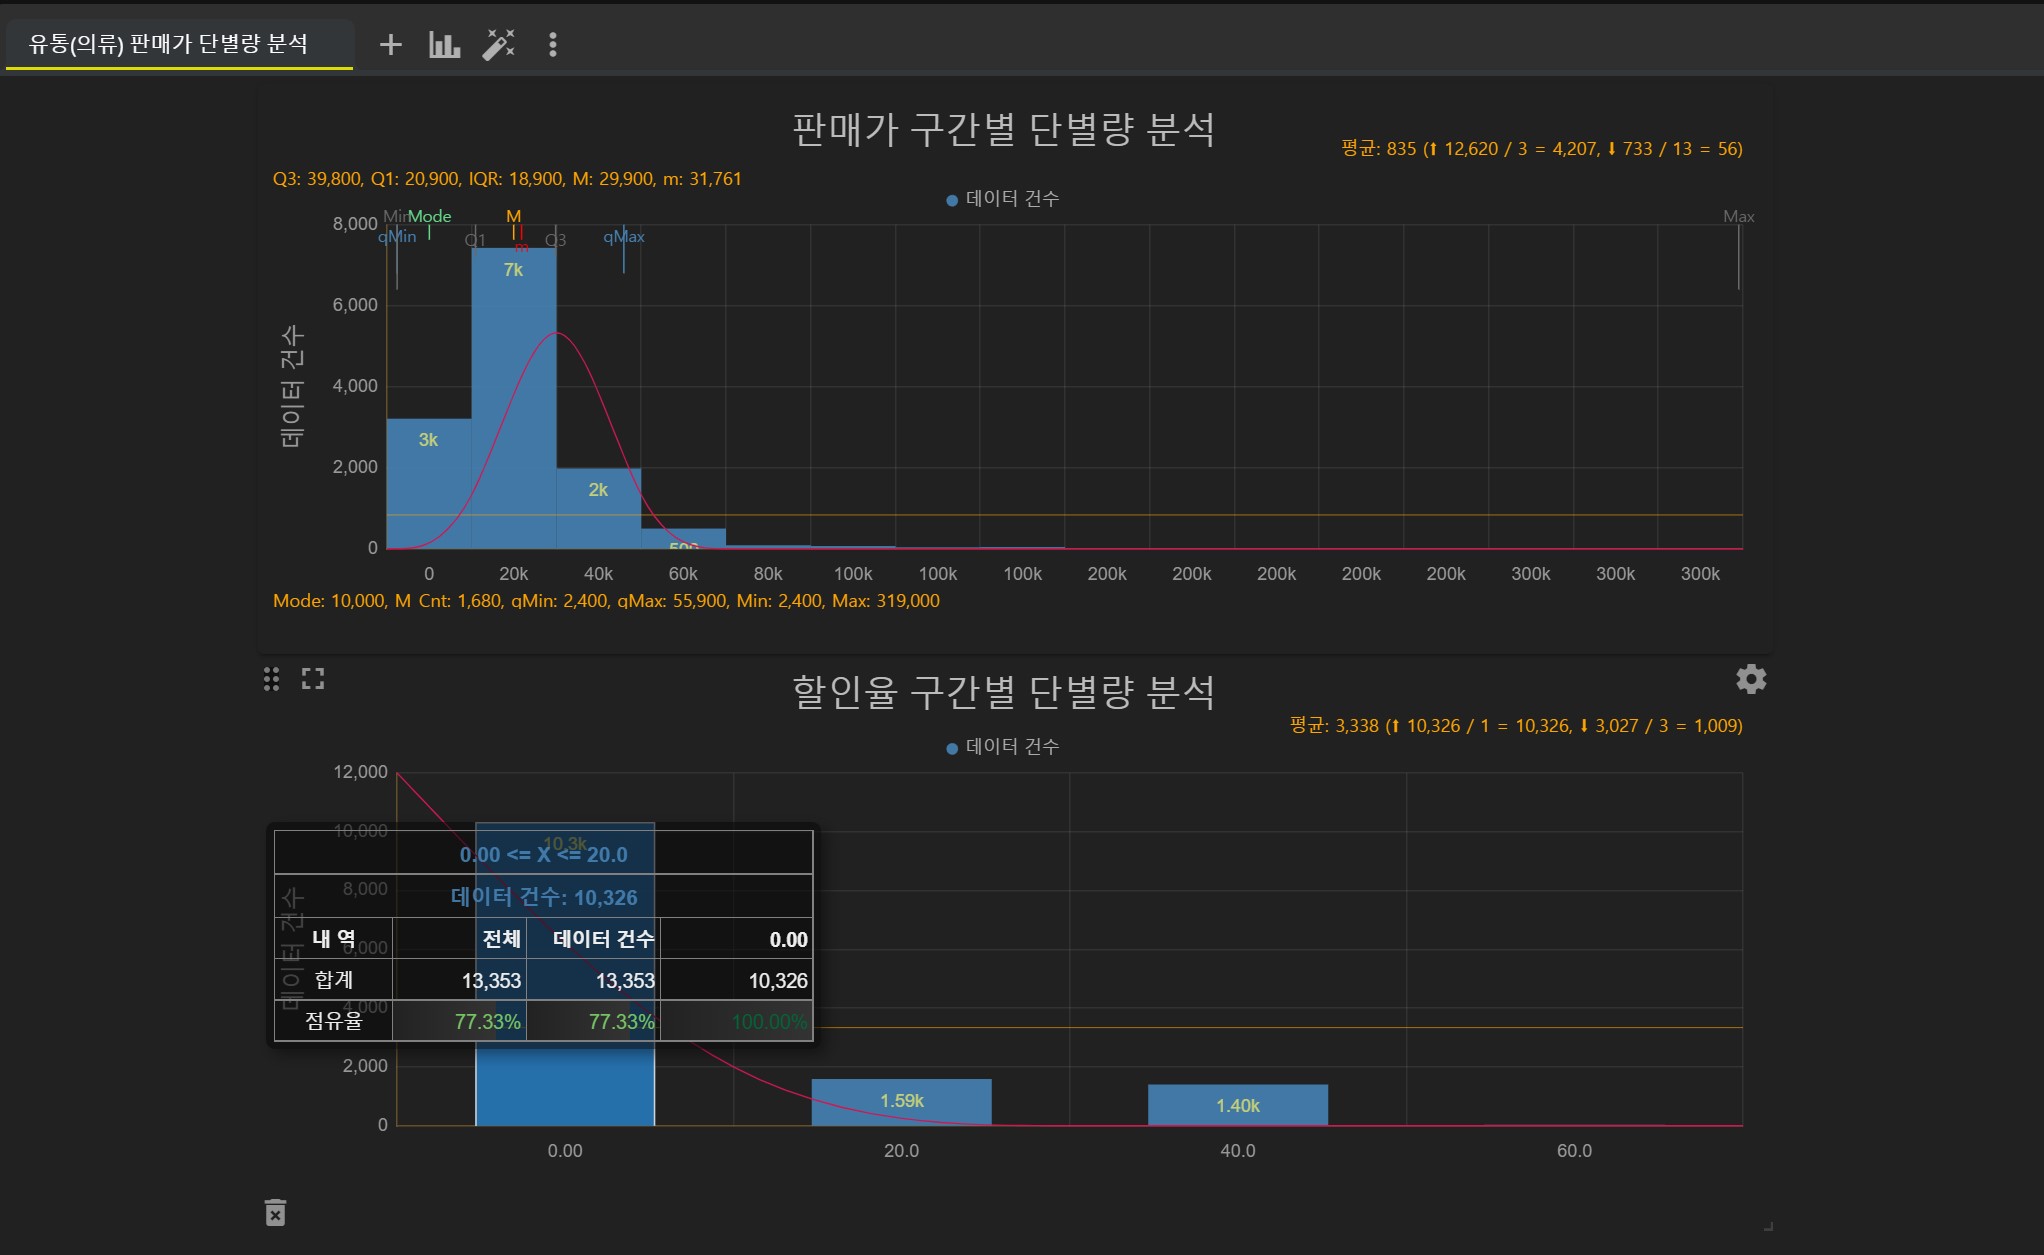 유통(의류) 판매가 단별량 분석
판매가 구간별 단별량 분석
평균: 835 (⬆ 12,620 / 3 = 4,207, ⬇ 733 / 13 = 56)
Q3: 39,800, Q1: 20,900, IQR: 18,900, M: 29,900, m: 31,761
데이터 건수
Min Mode M Max
qMin Q1 m Q3 qMax
8,000
6,000
4,000
2,000
0
데이터 건수
7k
3k
2k
500
0 20k 40k 60k 80k 100k 100k 100k 200k 200k 200k 200k 200k 300k 300k 300k
Mode: 10,000, M Cnt: 1,680, qMin: 2,400, qMax: 55,900, Min: 2,400, Max: 319,000
할인율 구간별 단별량 분석
평균: 3,338 (⬆ 10,326 / 1 = 10,326, ⬇ 3,027 / 3 = 1,009)
데이터 건수
12,000
10,000
8,000
6,000
4,000
2,000
0
데이터 건수
10.3k
0.00 <= X <= 20.0
데이터 건수: 10,326
내 역 전체 데이터 건수 0.00
합계 13,353 13,353 10,326
점유율 77.33% 77.33% 100.00%
1.59k
1.40k
0.00 20.0 40.0 60.0